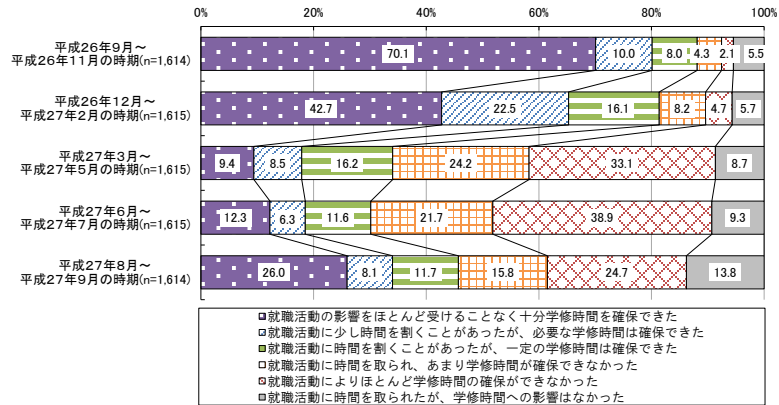 0% 20% 40% 60% 80% 100%
平成26年9月～
平成26年11月の時期(n=1,614)
70.1 10.0 8.0 4.3 2.1 5.5
平成26年12月～
平成27年2月の時期(n=1,615)
42.7 22.5 16.1 8.2 4.7 5.7
平成27年3月～
平成27年5月の時期(n=1,615)
9.4 8.5 16.2 24.2 33.1 8.7
平成27年6月～
平成27年7月の時期(n=1,615)
12.3 6.3 11.6 21.7 38.9 9.3
平成27年8月～
平成27年9月の時期(n=1,614)
26.0 8.1 11.7 15.8 24.7 13.8
就職活動の影響をほとんど受けることなく十分学修時間を確保できた
就職活動に少し時間を割くことがあったが、必要な学修時間は確保できた
就職活動に時間を割くことがあったが、一定の学修時間は確保できた
就職活動に時間を取られ、あまり学修時間が確保できなかった
就職活動によりほとんど学修時間の確保ができなかった
就職活動に時間を取られたが、学修時間への影響はなかった